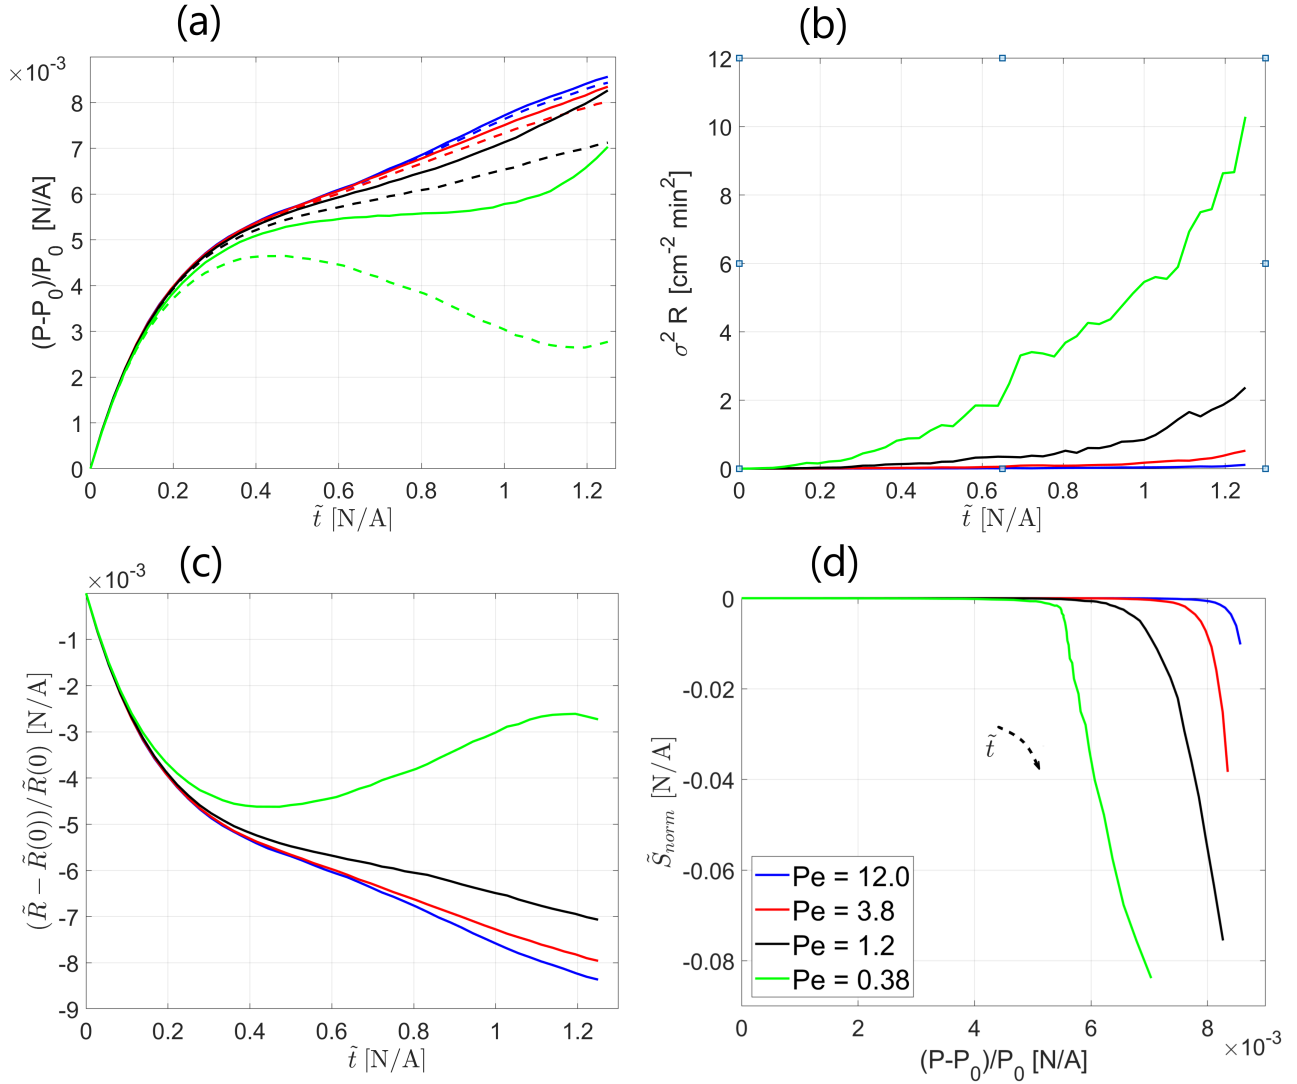 (a)
×10⁻³
8
7
6
5
4
3
2
1
0
(P-P₀)/P₀ [N/A]
0 0.2 0.4 0.6 0.8 1 1.2
t̃ [N/A]
(b)
12
10
8
6
4
2
0
σ² R [cm⁻² min²]
0 0.2 0.4 0.6 0.8 1 1.2
t̃ [N/A]
(c)
×10⁻³
-1
-2
-3
-4
-5
-6
-7
-8
-9
(R̃ − R̃(0))/R̃(0) [N/A]
0 0.2 0.4 0.6 0.8 1 1.2
t̃ [N/A]
(d)
0
-0.02
-0.04
-0.06
-0.08
S̃ₙₒᵣₘ [N/A]
t̃
Pe = 12.0
Pe = 3.8
Pe = 1.2
Pe = 0.38
0 2 4 6 8
×10⁻³
(P-P₀)/P₀ [N/A]